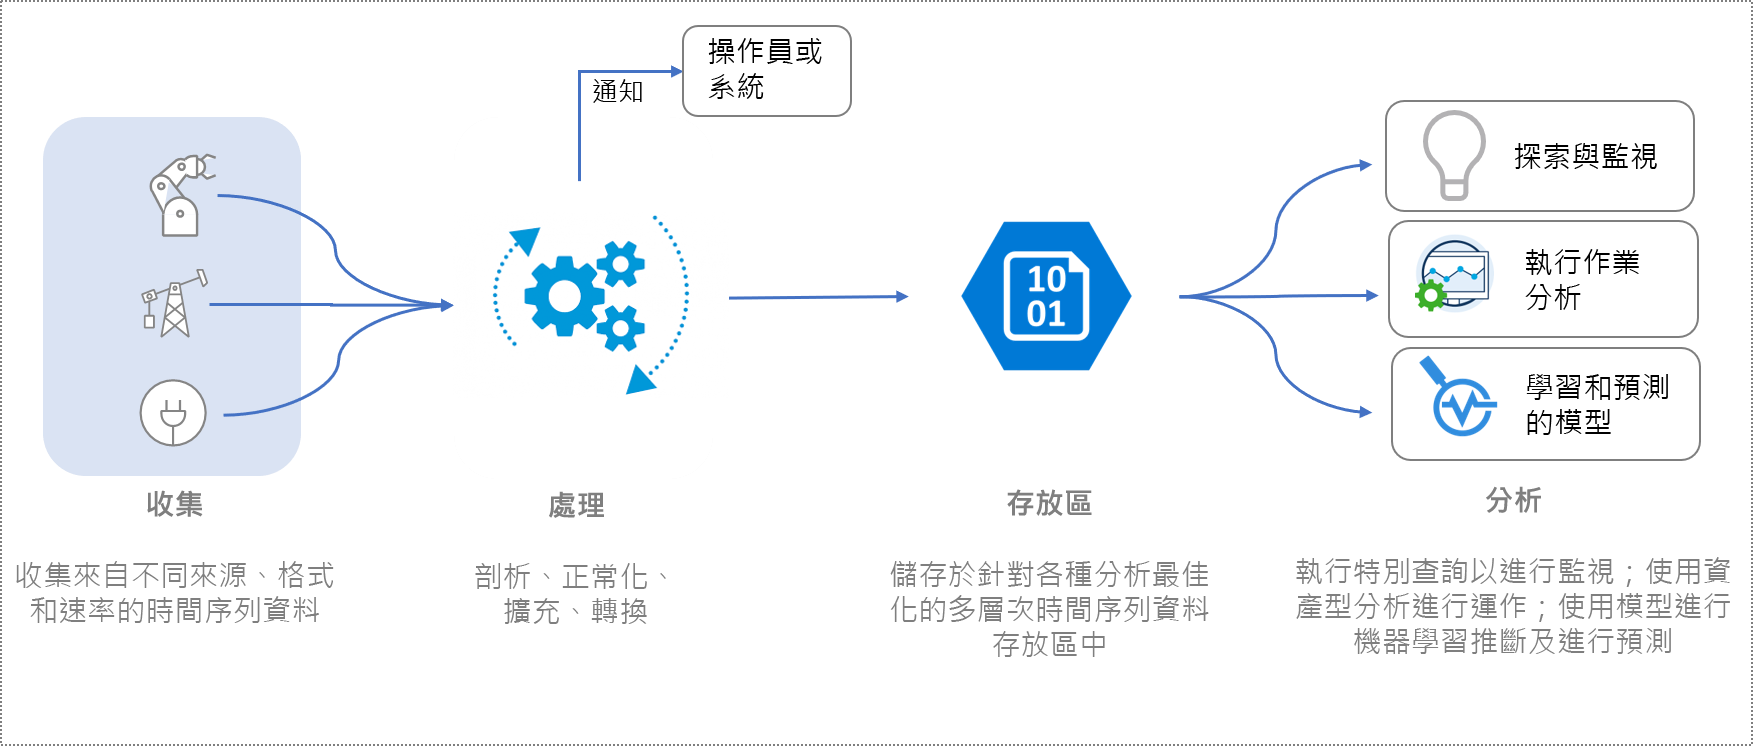 操作員或
系統
通知
探索與監視
執行作業
分析
學習和預測
的模型
10
01
收集
處理
存放區
分析
收集來自不同來源、格式
和速率的時間序列資料
剖析、正常化、
擴充、轉換
儲存於針對各種分析最佳
化的多層次時間序列資料
存放區中
執行特別查詢以進行監視；使用資
產型分析進行運作；使用模型進行
機器學習推斷及進行預測